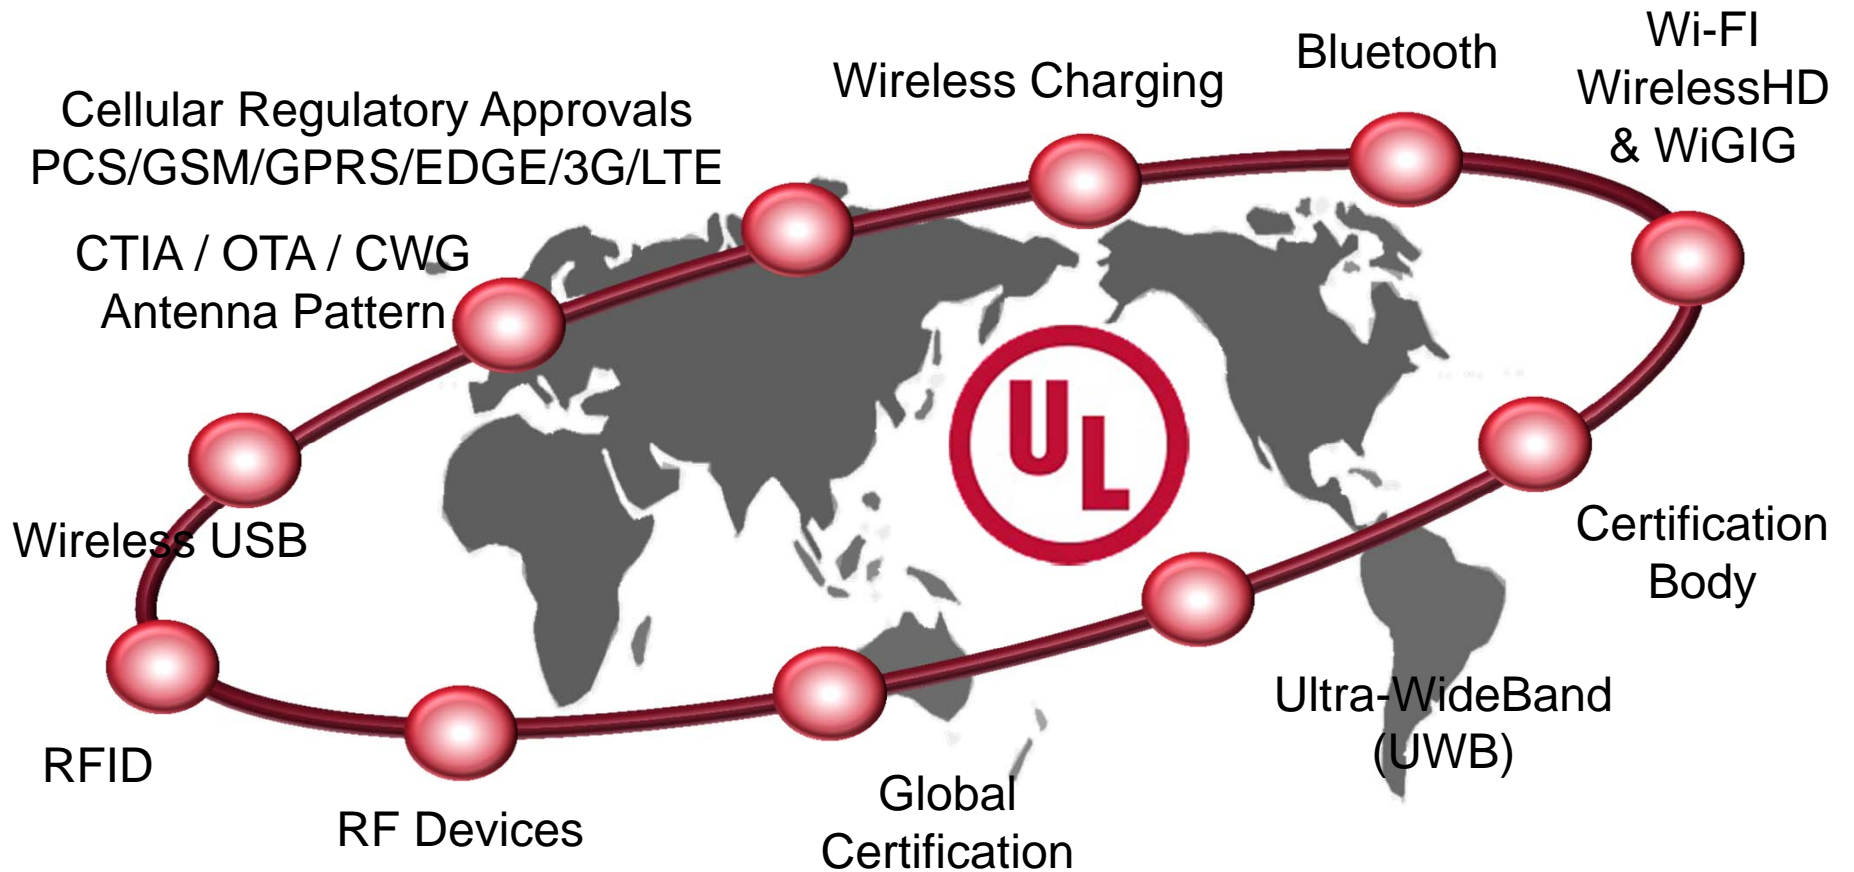 Wi-FI
WirelessHD
& WiGIG
Bluetooth
Wireless Charging
Cellular Regulatory Approvals
PCS/GSM/GPRS/EDGE/3G/LTE
CTIA / OTA / CWG
Antenna Pattern
UL
Wireless USB
Certification
Body
Ultra-WideBand
(UWB)
RFID
RF Devices
Global
Certification